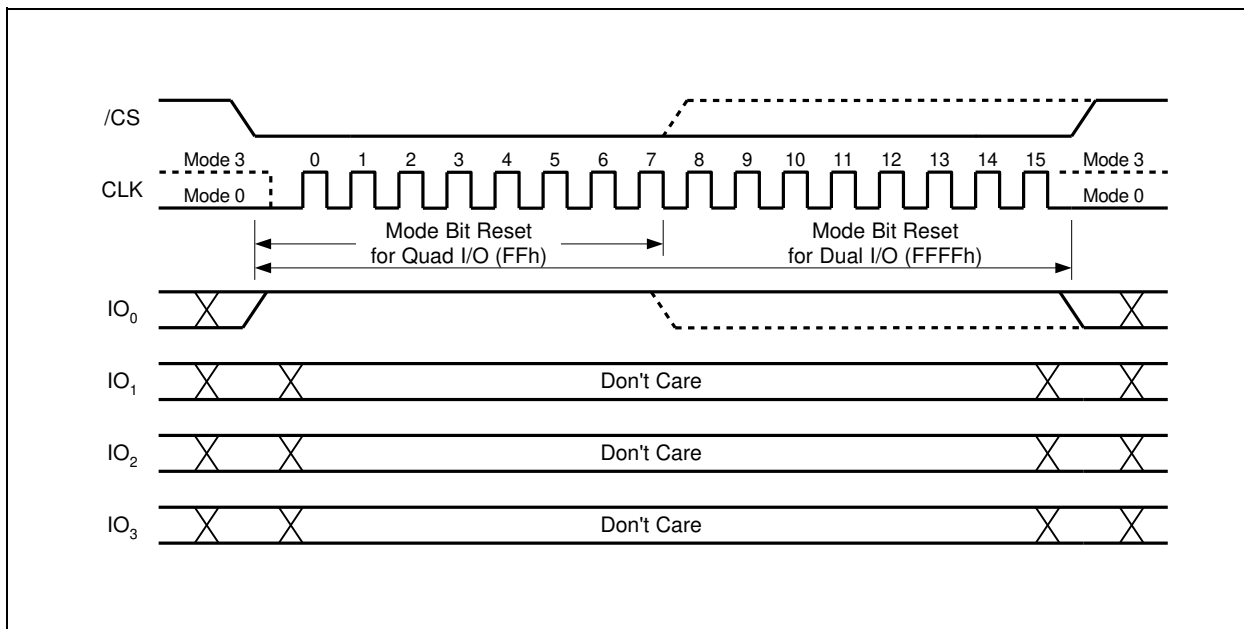 /CS
Mode 3 0 1 2 3 4 5 6 7 8 9 10 11 12 13 14 15 Mode 3
CLK
Mode 0 Mode 0
Mode Bit Reset Mode Bit Reset
for Quad I/O (FFh) for Dual I/O (FFFFh)
IO0
IO1 Don't Care
IO2 Don't Care
IO3 Don't Care